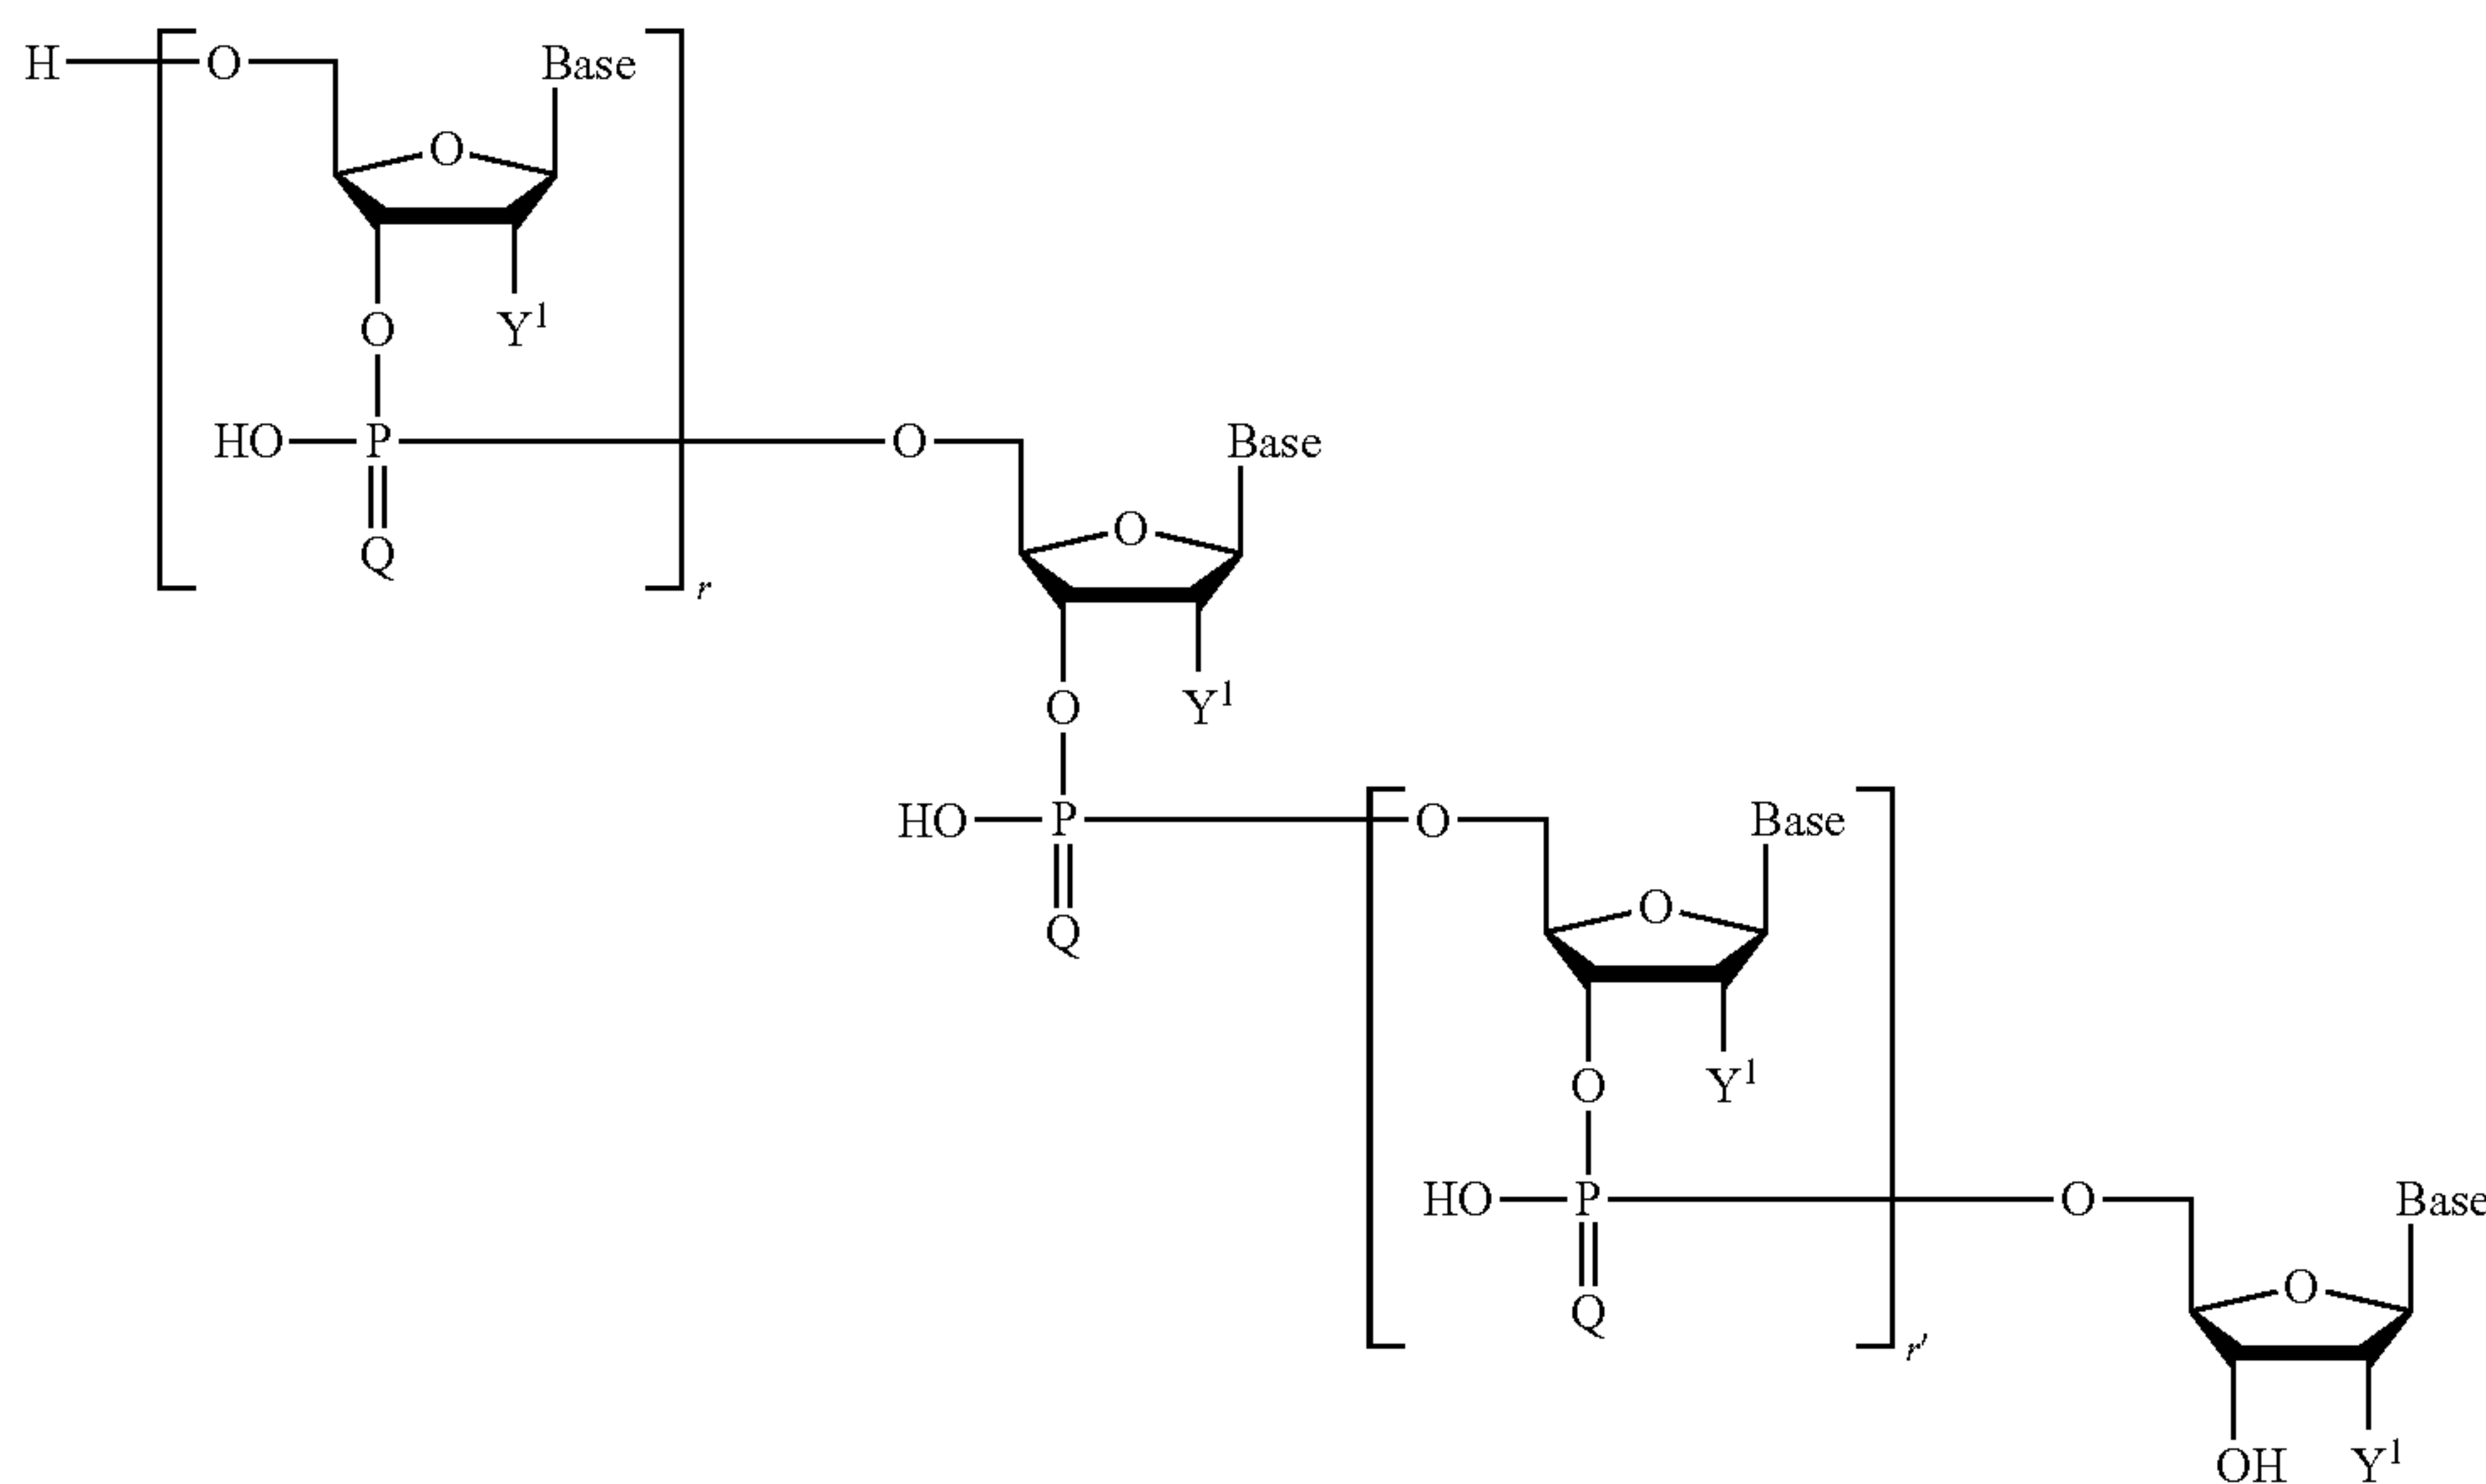 H O Base
O
O Y¹
HO P O Base
Q r O
O Y¹
HO P O Base
Q O
O Y¹
HO P O Base
Q r' O
OH Y¹